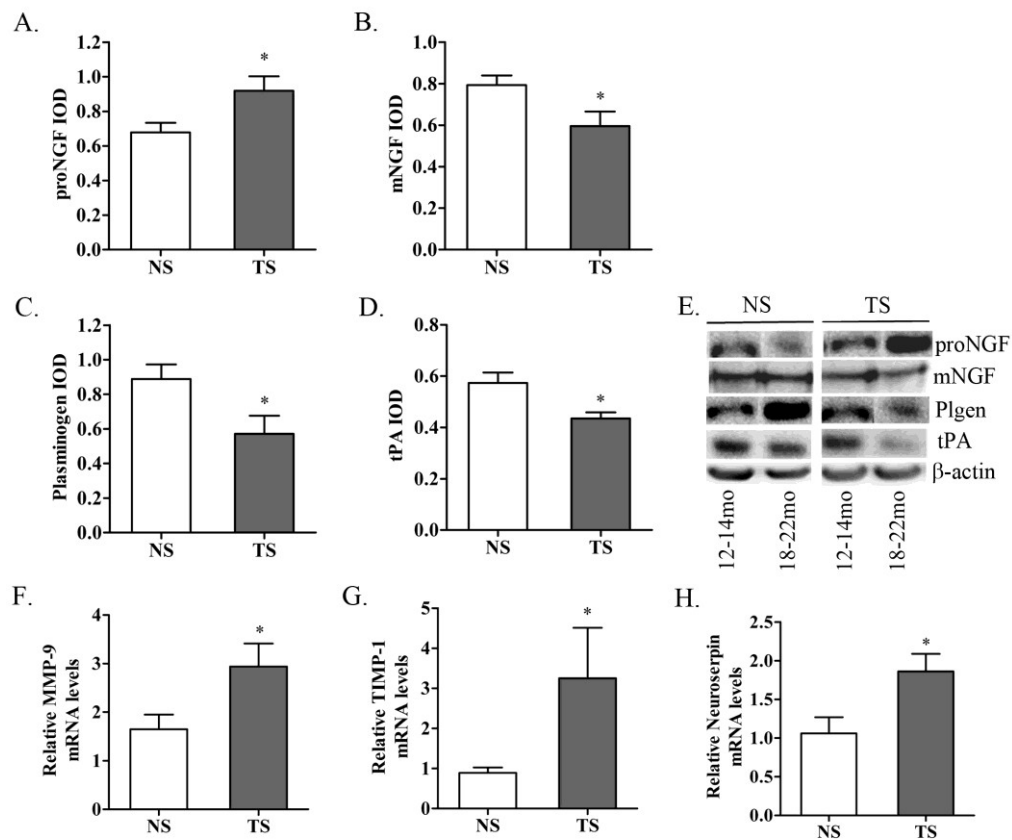 A.
B.
*
*
proNGF IOD
1.2
1.0
0.8
0.6
0.4
0.2
0.0
NS TS
mNGF IOD
1.0
0.8
0.6
0.4
0.2
0.0
NS TS
C.
D.
E.
*
*
Plasminogen IOD
1.2
1.0
0.8
0.6
0.4
0.2
0.0
NS TS
tPA IOD
0.8
0.6
0.4
0.2
0.0
NS TS
NS TS
proNGF
mNGF
Plgen
tPA
β-actin
12-14mo
18-22mo
12-14mo
18-22mo
F.
G.
H.
*
*
*
Relative MMP-9
mRNA levels
4
3
2
1
0
NS TS
Relative TIMP-1
mRNA levels
5
4
3
2
1
0
NS TS
Relative Neuroserpin
mRNA levels
2.5
2.0
1.5
1.0
0.5
0.0
NS TS